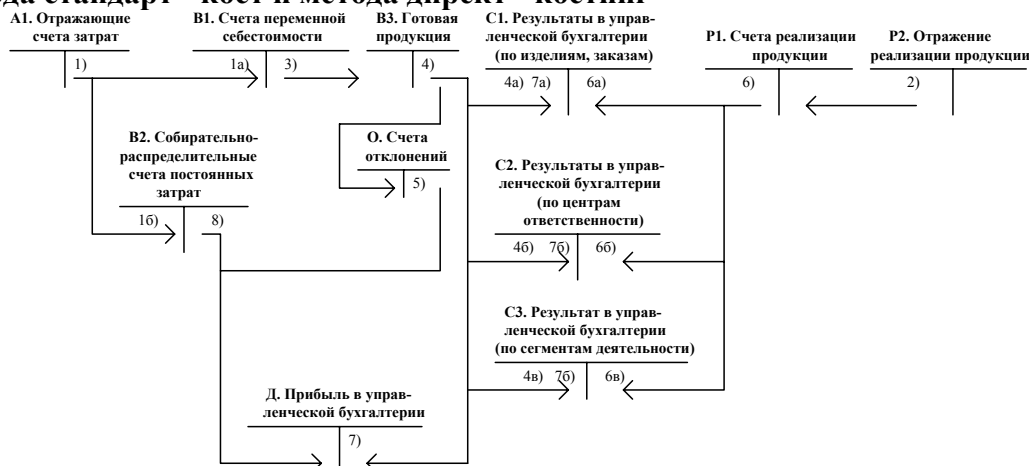 да стандарт - кост и метода директ - костинг
А1. Отражающие
счета затрат
1)
В1. Счета переменной
себестоимости
1а) 3)
В3. Готовая
продукция
4)
С1. Результаты в управ-
ленческой бухгалтерии
(по изделиям, заказам)
4а) 7а) 6а)
Р1. Счета реализации
продукции
6)
Р2. Отражение
реализации продукции
2)
В2. Собирательно-
распределительные
счета постоянных
затрат
1б) 8)
О. Счета
отклонений
5)
С2. Результаты в управ-
ленческой бухгалтерии
(по центрам
ответственности)
4б) 7б) 6б)
С3. Результат в управ-
ленческой бухгалтерии
(по сегментам деятельности)
4в) 7б) 6в)
Д. Прибыль в управ-
ленческой бухгалтерии
7)